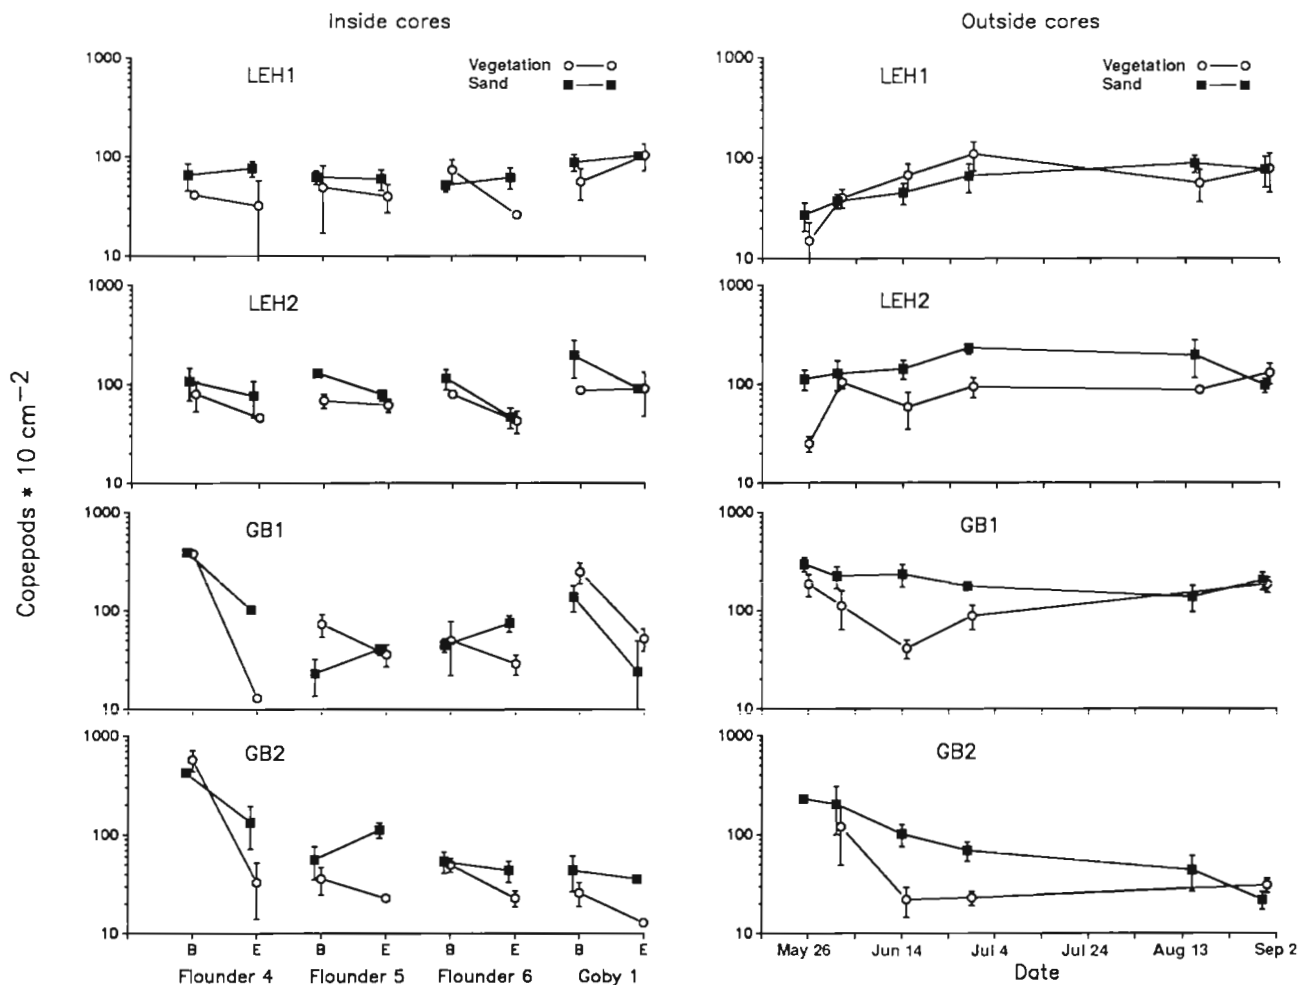 Inside cores
Outside cores
Copepods * 10 cm⁻²
1000
100
10
LEH1
Vegetation
Sand
1000
100
10
LEH1
Vegetation
Sand
1000
100
10
LEH2
1000
100
10
LEH2
1000
100
10
GB1
1000
100
10
GB1
1000
100
10
GB2
B E B E B E B E
Flounder 4 Flounder 5 Flounder 6 Goby 1
1000
100
10
GB2
May 26 Jun 14 Jul 4 Jul 24 Aug 13 Sep 2
Date